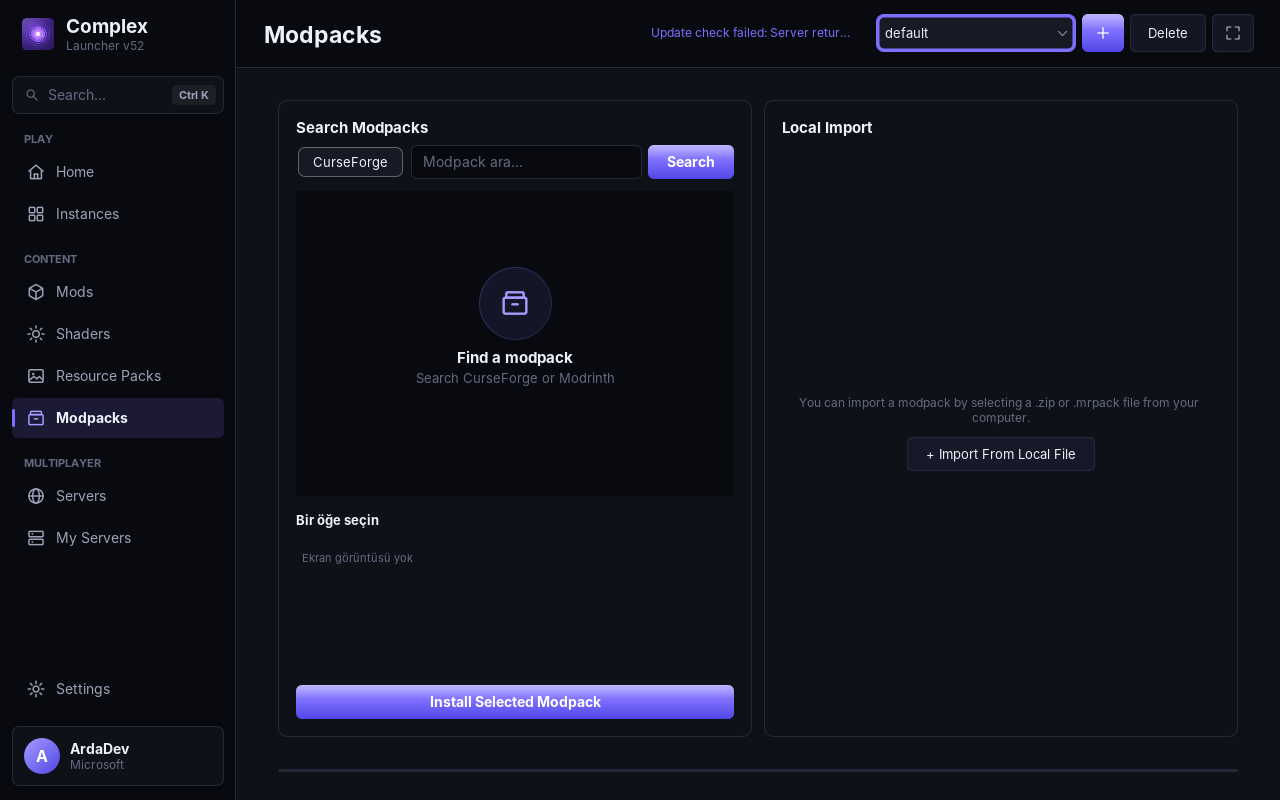 Complex
Launcher v52
Search...
Ctrl K
PLAY
Home
Instances
CONTENT
Mods
Shaders
Resource Packs
Modpacks
MULTIPLAYER
Servers
My Servers
Settings
A
ArdaDev
Microsoft
Modpacks
Update check failed: Server retur...
default
+
Delete
Search Modpacks
CurseForge
Modpack ara...
Search
Find a modpack
Search CurseForge or Modrinth
Bir öğe seçin
Ekran görüntüsü yok
Install Selected Modpack
Local Import
You can import a modpack by selecting a .zip or .mrpack file from your
computer.
+ Import From Local File